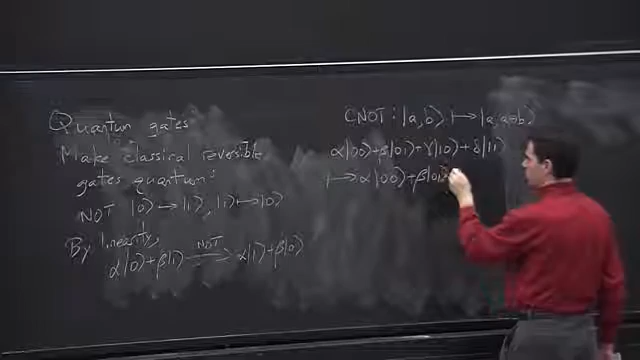 Quantum gates
Make classical reversible
gates quantum:
NOT |0⟩ ↦ |1⟩, |1⟩ ↦ |0⟩
By linearity,
α|0⟩+β|1⟩ NOT→ α|1⟩+β|0⟩
CNOT: |a,b⟩ ↦ |a,a⊕b⟩
α|00⟩+β|01⟩+γ|10⟩+δ|11⟩
↦ α|00⟩+β|01⟩